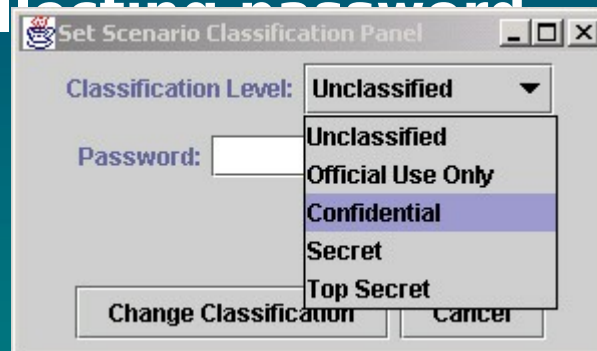 password
Set Scenario Classification Panel
Classification Level: Unclassified
Unclassified
Password:
Official Use Only
Confidential
Secret
Top Secret
Change Classification Cancel